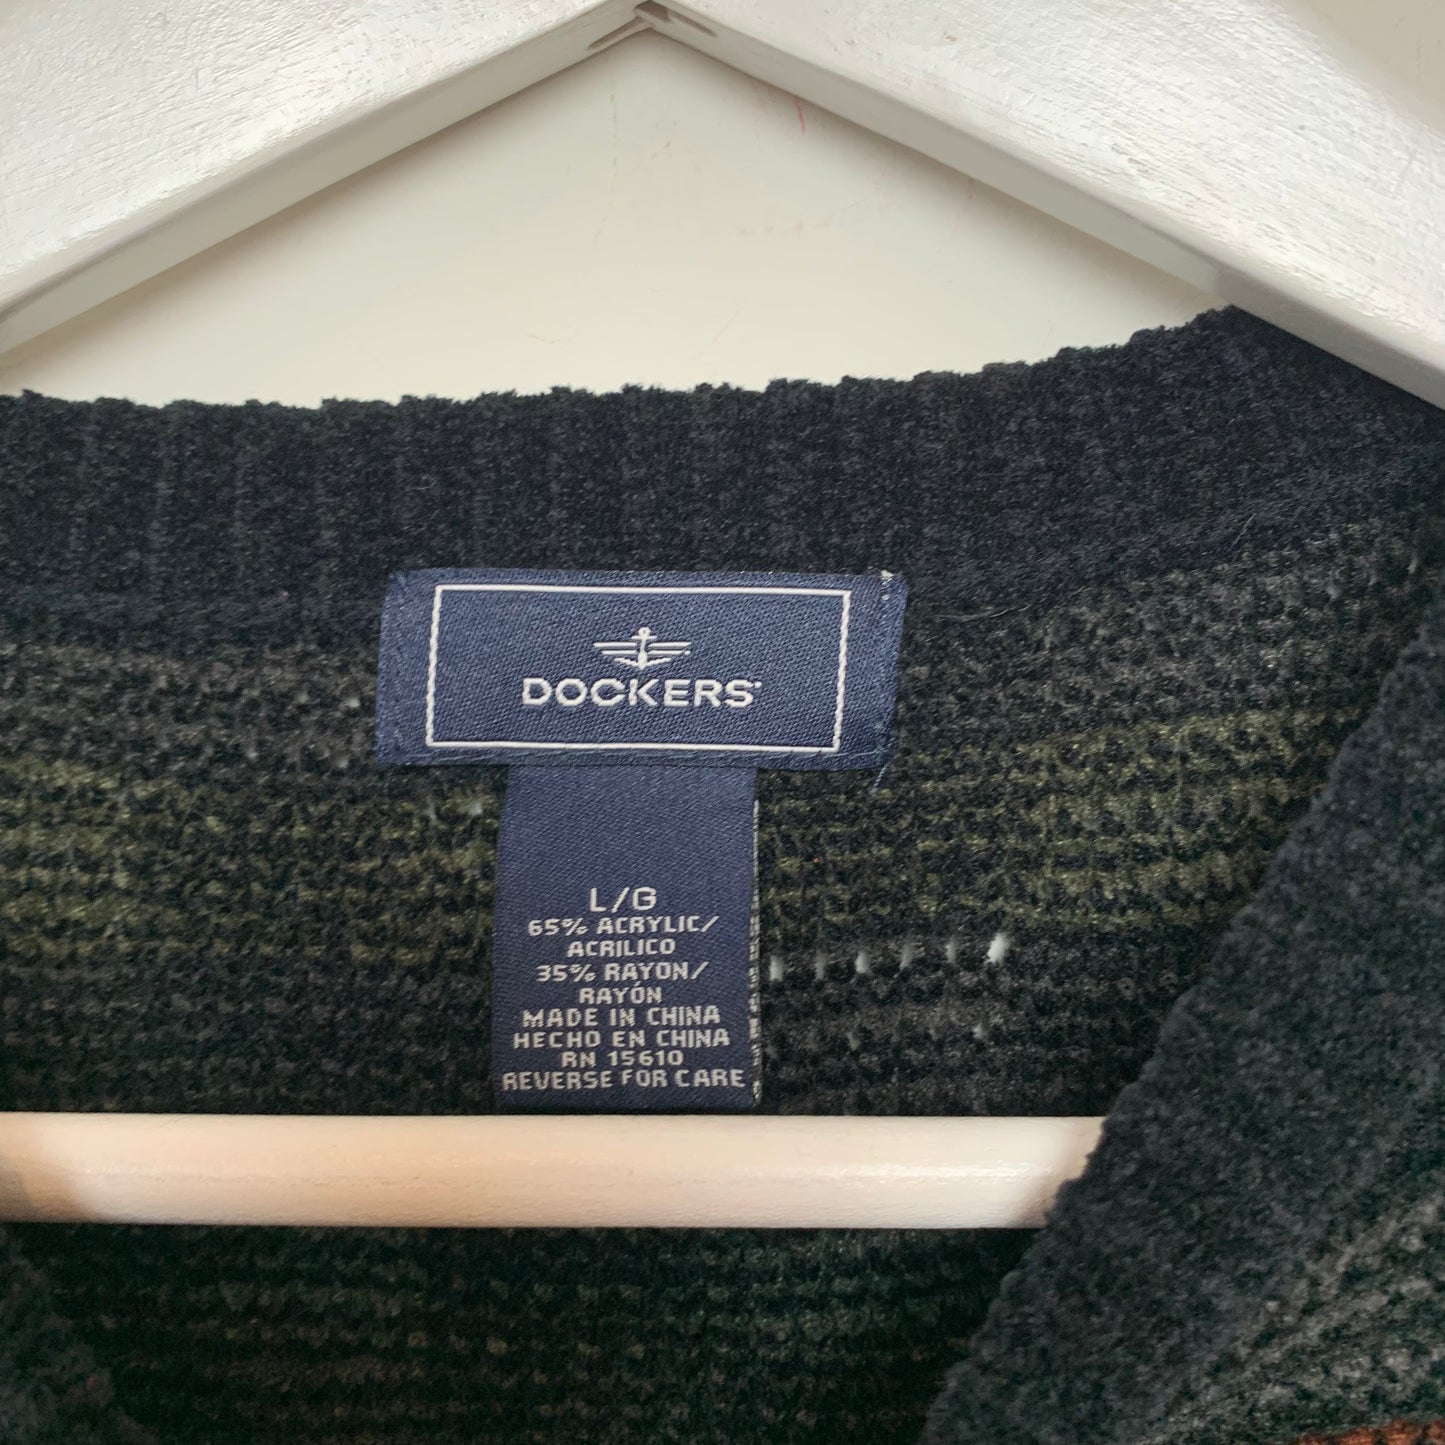 DOCKERS
L/G
65% ACRYLIC/
ACRILICO
35% RAYON/
RAYÓN
MADE IN CHINA
HECHO EN CHINA
RN 15610
REVERSE FOR CARE